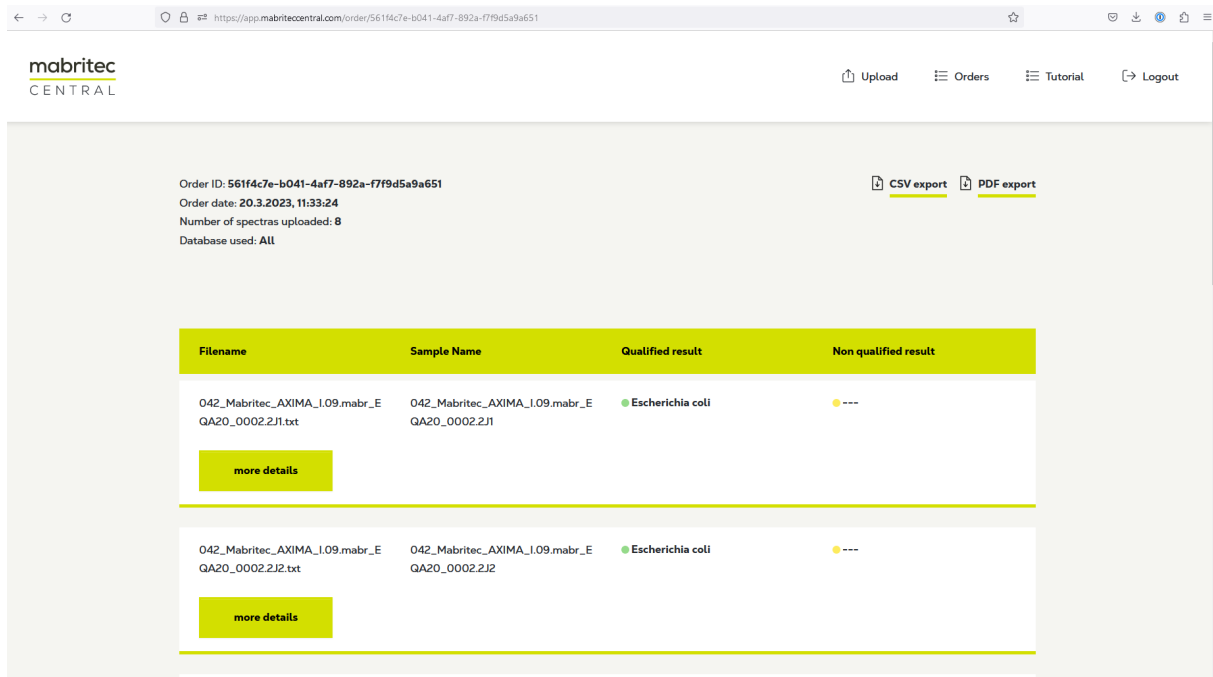 https://app.mabriteccentral.com/order/561f4c7e-b041-4af7-892a-f7f9d5a9a651
mabritec
CENTRAL
Upload
Orders
Tutorial
Logout
Order ID: 561f4c7e-b041-4af7-892a-f7f9d5a9a651
CSV export
PDF export
Order date: 20.3.2023, 11:33:24
Number of spectras uploaded: 8
Database used: All
Filename
Sample Name
Qualified result
Non qualified result
042_Mabritec_AXIMA_I.09.mabr_E
QA20_0002.2J1.txt
042_Mabritec_AXIMA_I.09.mabr_E
QA20_0002.2J1
Escherichia coli
---
more details
042_Mabritec_AXIMA_I.09.mabr_E
QA20_0002.2J2.txt
042_Mabritec_AXIMA_I.09.mabr_E
QA20_0002.2J2
Escherichia coli
---
more details